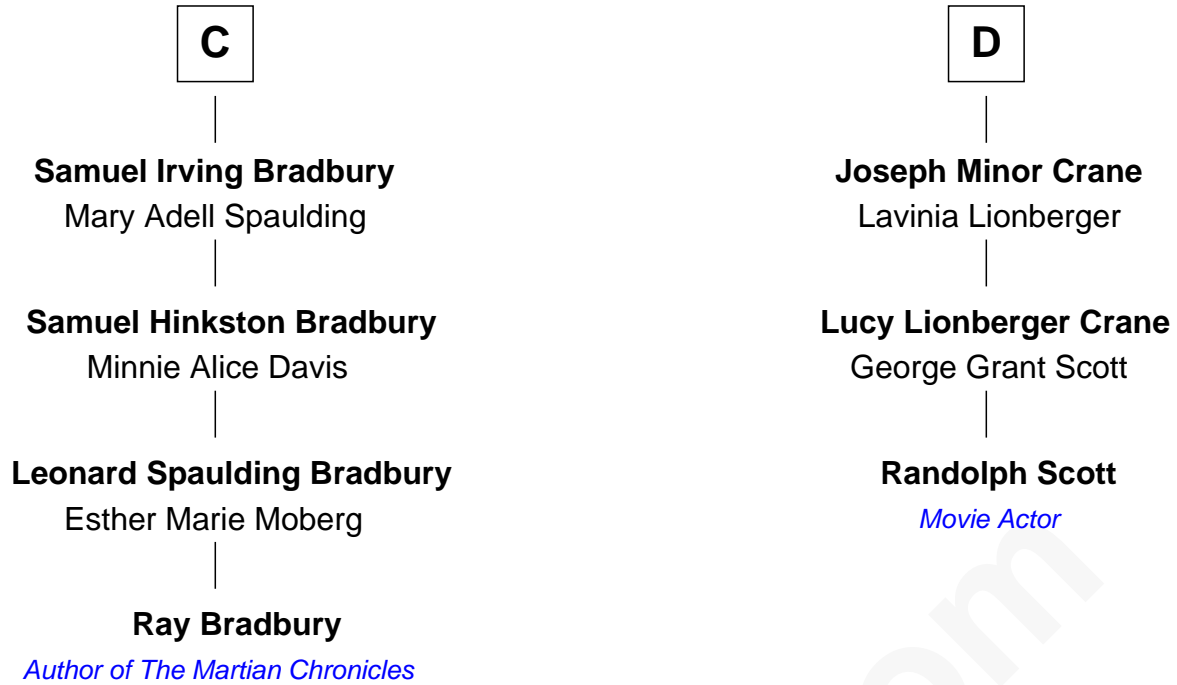 C
Samuel Irving Bradbury
Mary Adell Spaulding
Samuel Hinkston Bradbury
Minnie Alice Davis
Leonard Spaulding Bradbury
Esther Marie Moberg
Ray Bradbury
Author of The Martian Chronicles
D
Joseph Minor Crane
Lavinia Lionberger
Lucy Lionberger Crane
George Grant Scott
Randolph Scott
Movie Actor